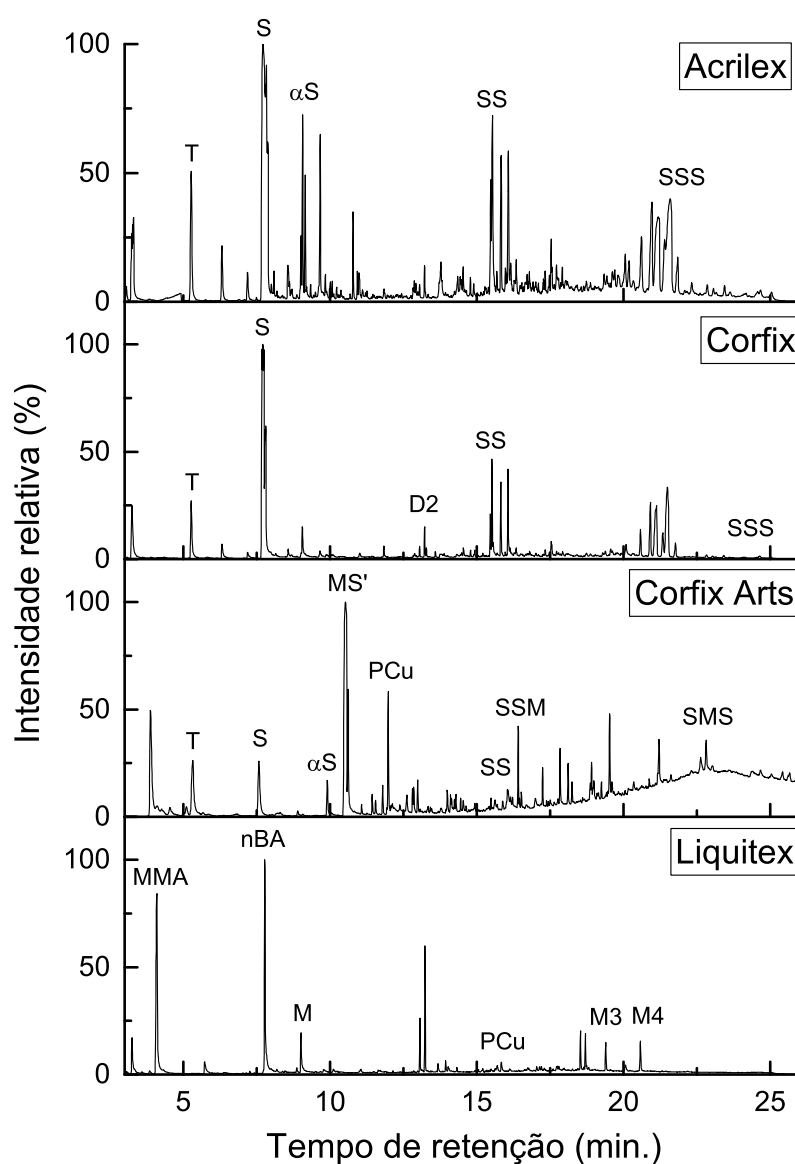 Intensidade relativa (%)
Acrilex
100
50
0
S
αS
T
SS
SSS
Corfix
100
50
0
S
T
D2
SS
SSS
Corfix Arts
100
50
0
MS'
PCu
T
S
αS
SS
SSM
SMS
Liquitex
100
50
0
MMA
nBA
M
PCu
M3
M4
5 10 15 20 25
Tempo de retenção (min.)